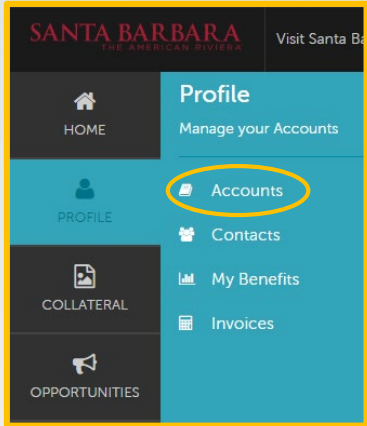 SANTA BARBARA
THE AMERICAN RIVIERA
Visit Santa Ba
HOME
PROFILE
COLLATERAL
OPPORTUNITIES
Profile
Manage your Accounts
Accounts
Contacts
My Benefits
Invoices